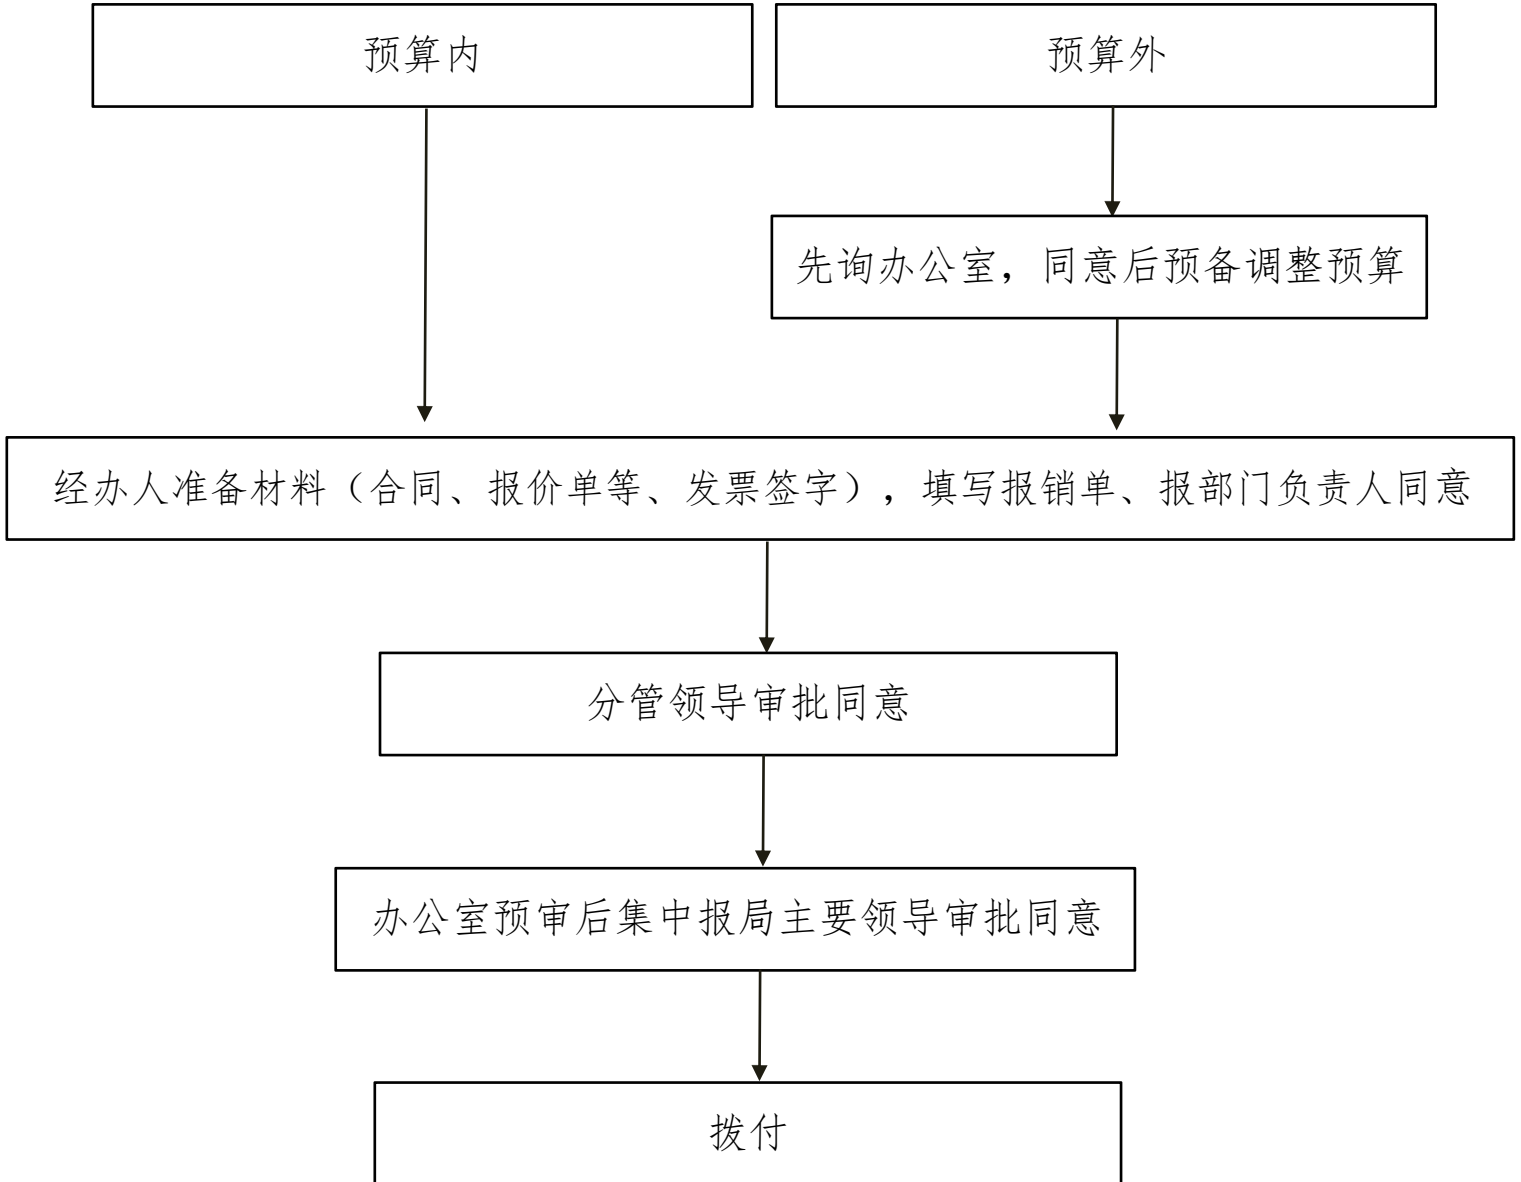 预算内
预算外
先询办公室，同意后预备调整预算
经办人准备材料（合同、报价单等、发票签字），填写报销单、报部门负责人同意
分管领导审批同意
办公室预审后集中报局主要领导审批同意
拨付